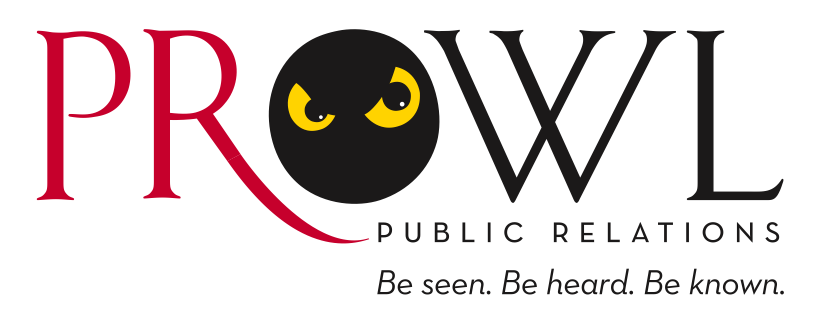 PROWL
PUBLIC RELATIONS
Be seen. Be heard. Be known.